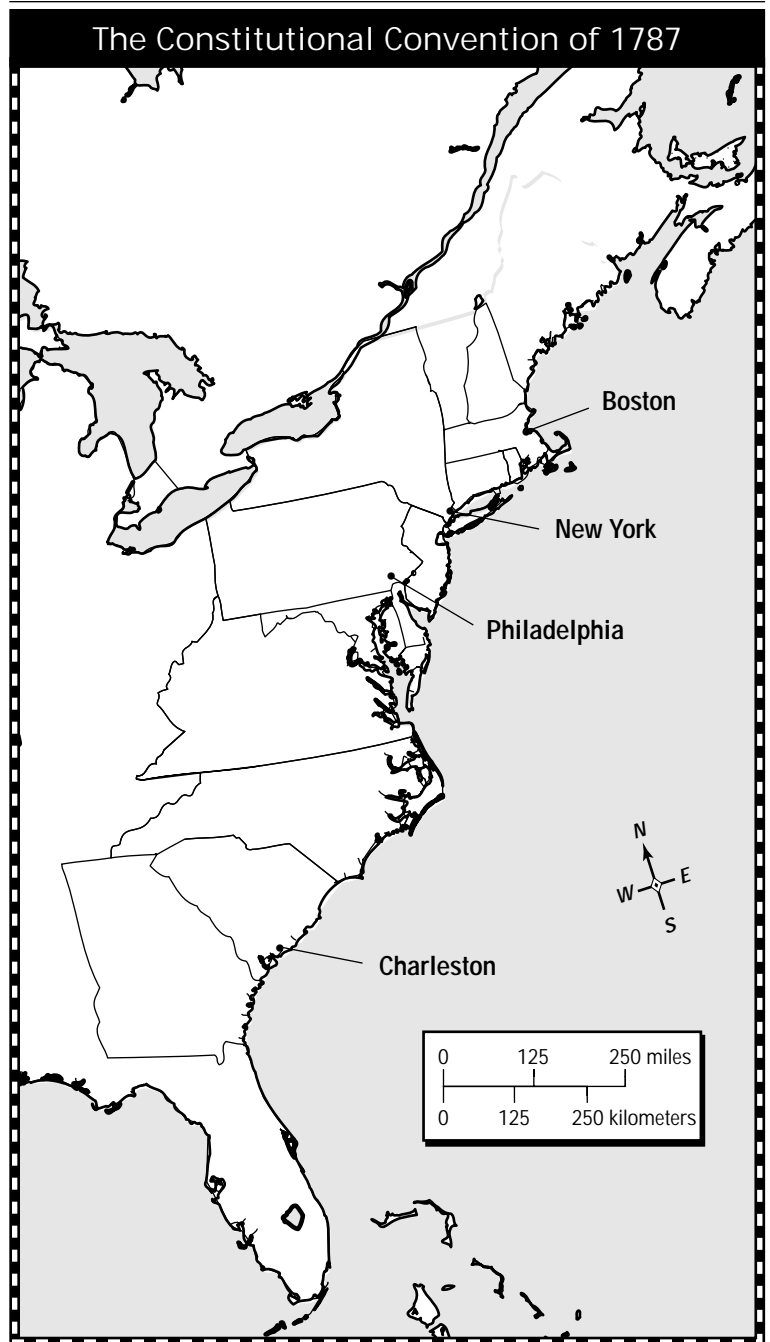 The Constitutional Convention of 1787
Boston
New York
Philadelphia
N
W E
S
Charleston
0 125 250 miles
0 125 250 kilometers